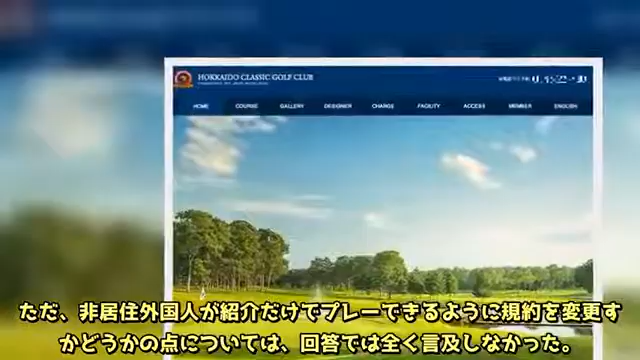 HOKKAIDO CLASSIC GOLF CLUB
HOME COURSE GALLERY DESIGNER CHARGE FACILITY ACCESS MEMBER ENGLISH
ただ、非居住外国人が紹介だけでプレーできるように規約を変更す
かどうかの点については、回答では全く言及しなかった。